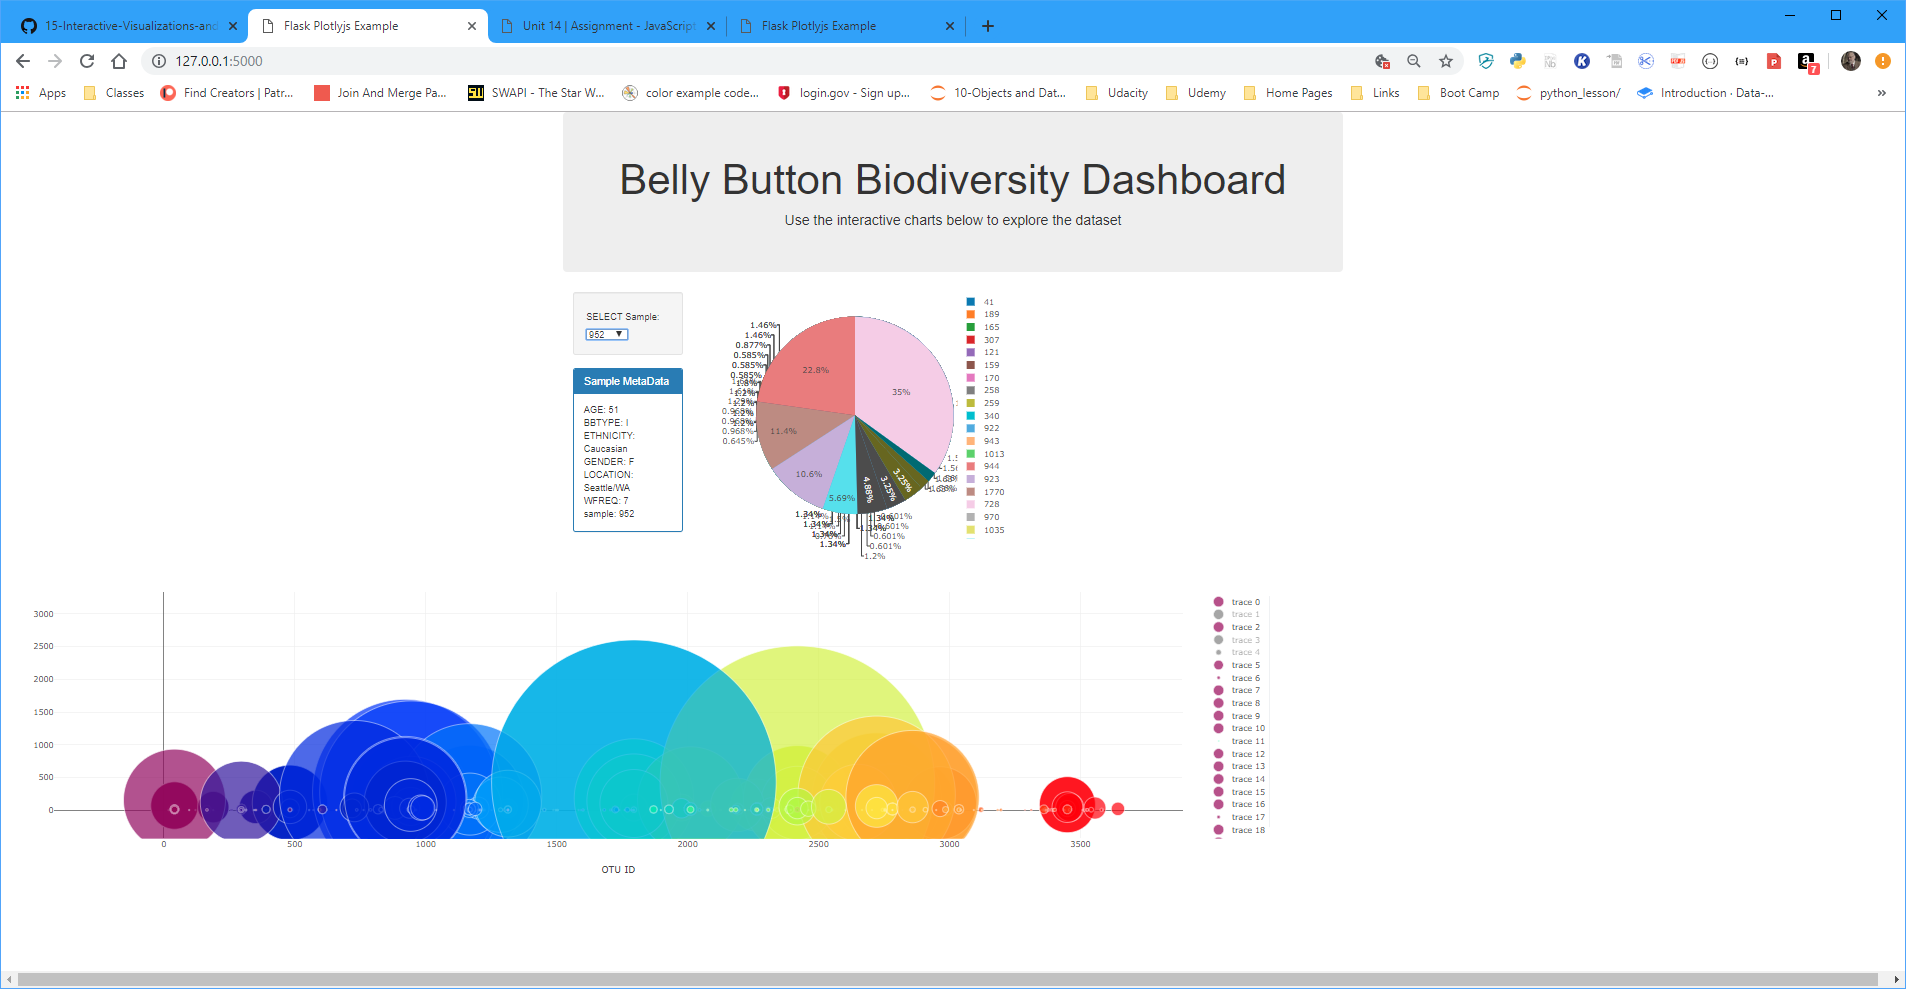 15-Interactive-Visualizations-and
Flask Plotlyjs Example
Unit 14 | Assignment - JavaScript
Flask Plotlyjs Example
127.0.0.1:5000
Apps
Classes
Find Creators | Patr...
Join And Merge Pa...
SWAPI - The Star W...
color example code...
login.gov - Sign up...
10-Objects and Dat...
Udacity
Udemy
Home Pages
Links
Boot Camp
python_lesson/
Introduction · Data-...
»
Belly Button Biodiversity Dashboard
Use the interactive charts below to explore the dataset
SELECT Sample:
952
Sample MetaData
AGE: 51
BBTYPE: I
ETHNICITY:
Caucasian
GENDER: F
LOCATION:
Seattle/WA
WFREQ: 7
sample: 952
1.46%
1.46%
0.877%
0.585%
0.585%
0.585%
1.2%
0.968%
0.645%
22.8%
35%
11.4%
10.6%
5.69%
4.88%
3.25%
3.25%
1.34%
1.34%
1.34%
1.34%
1.34%
0.601%
0.601%
0.601%
0.601%
1.2%
41
189
165
307
121
159
170
258
259
340
922
943
1013
944
923
1770
728
970
1035
3000
2500
2000
1500
1000
500
0
0
500
1000
1500
2000
2500
3000
3500
OTU ID
trace 0
trace 1
trace 2
trace 3
trace 4
trace 5
trace 6
trace 7
trace 8
trace 9
trace 10
trace 11
trace 12
trace 13
trace 14
trace 15
trace 16
trace 17
trace 18